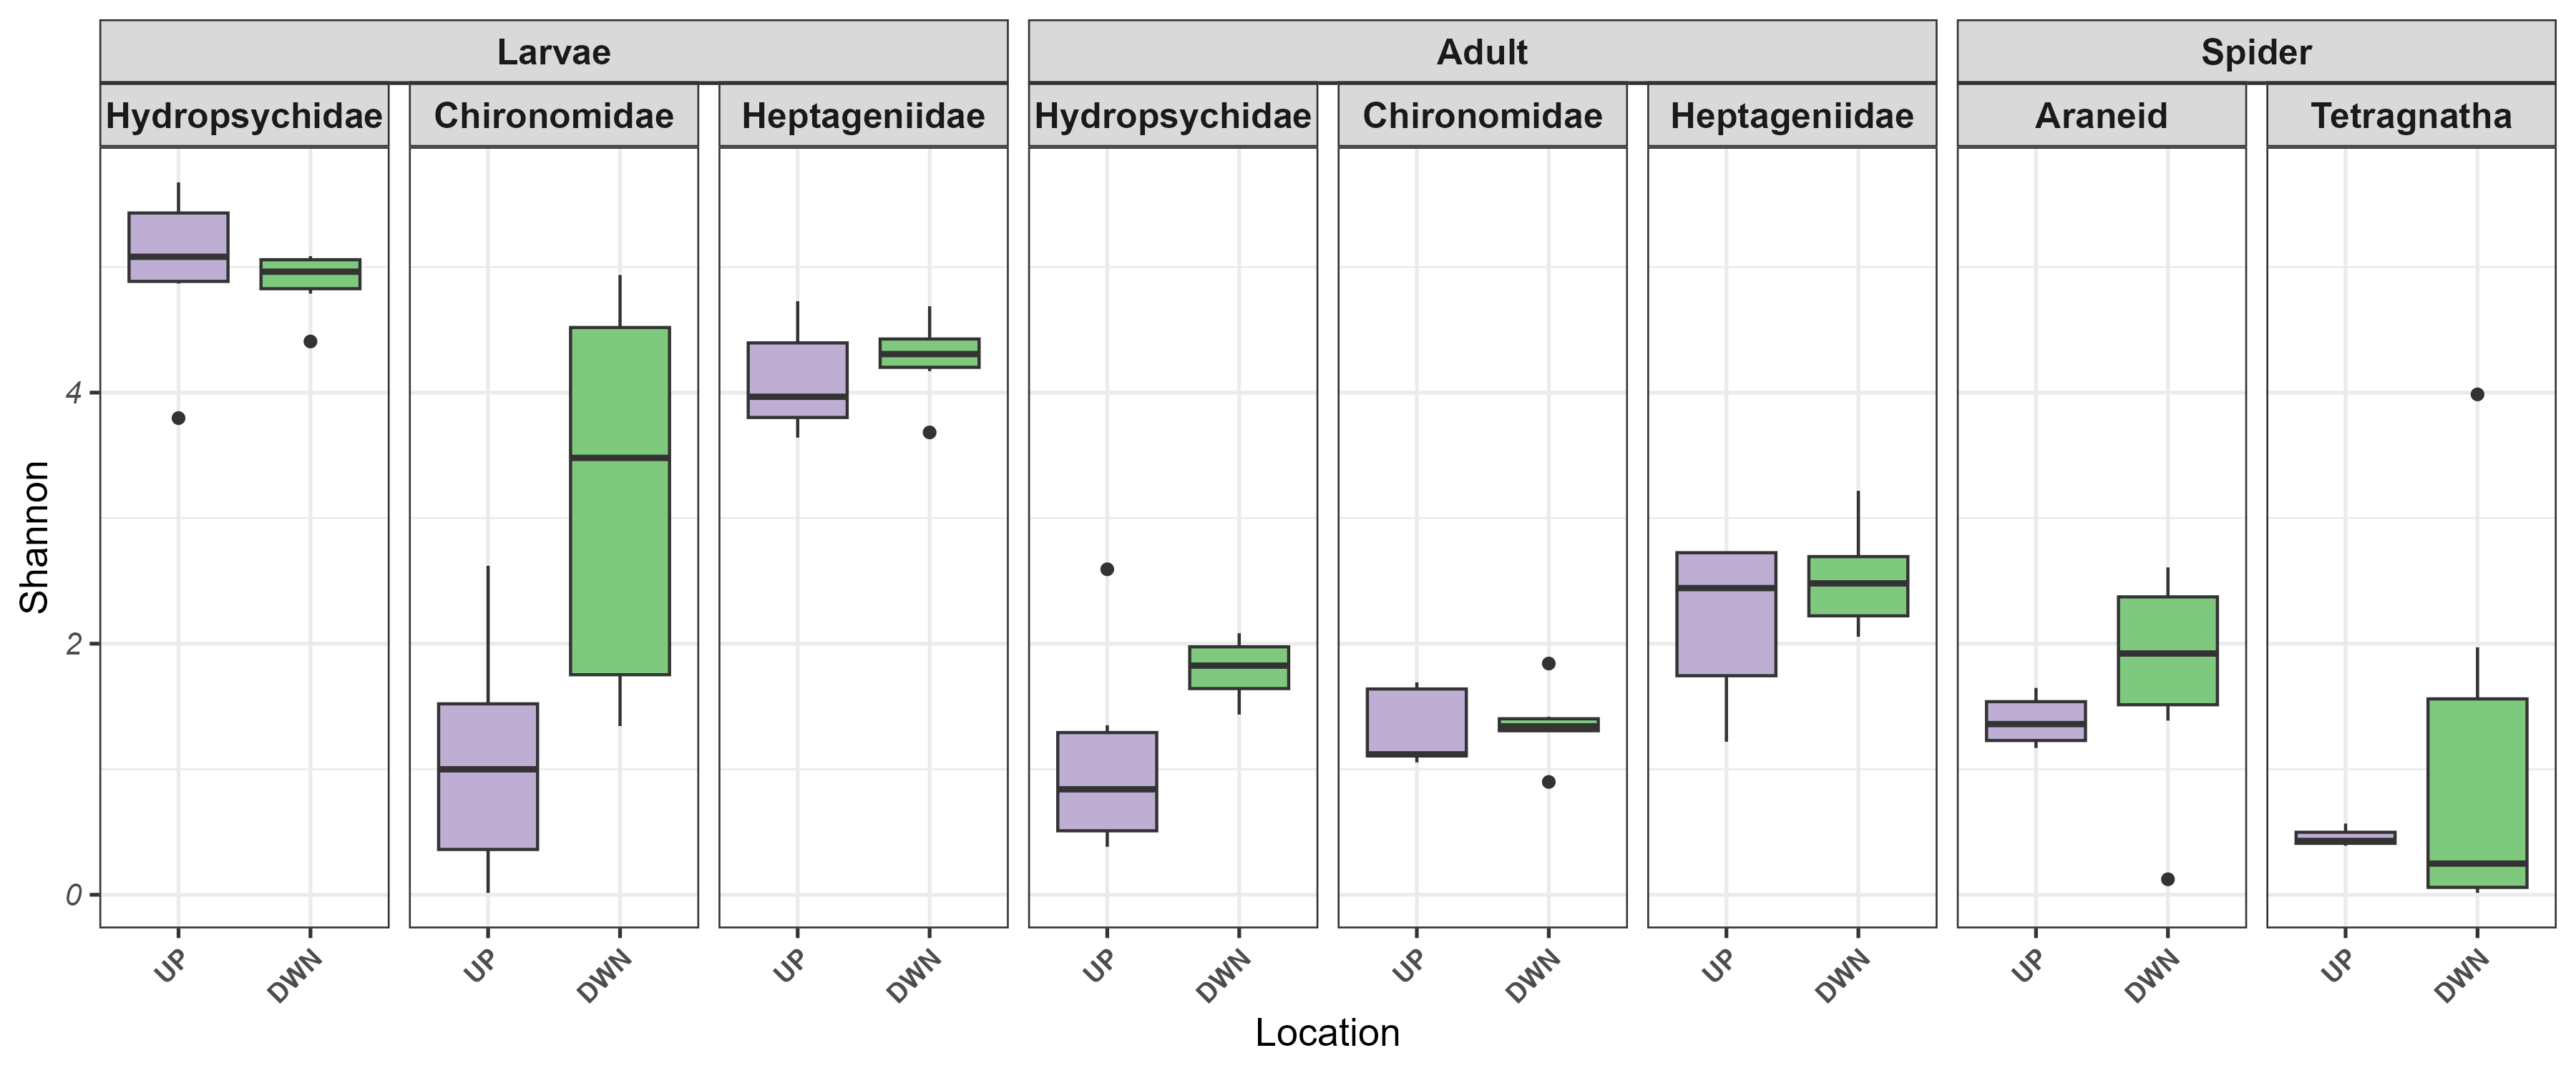 Larvae Adult Spider
Hydropsychidae Chironomidae Heptageniidae Hydropsychidae Chironomidae Heptageniidae Araneid Tetragnatha
Shannon
4
2
0
UP DWN UP DWN UP DWN UP DWN UP DWN UP DWN UP DWN UP DWN
Location